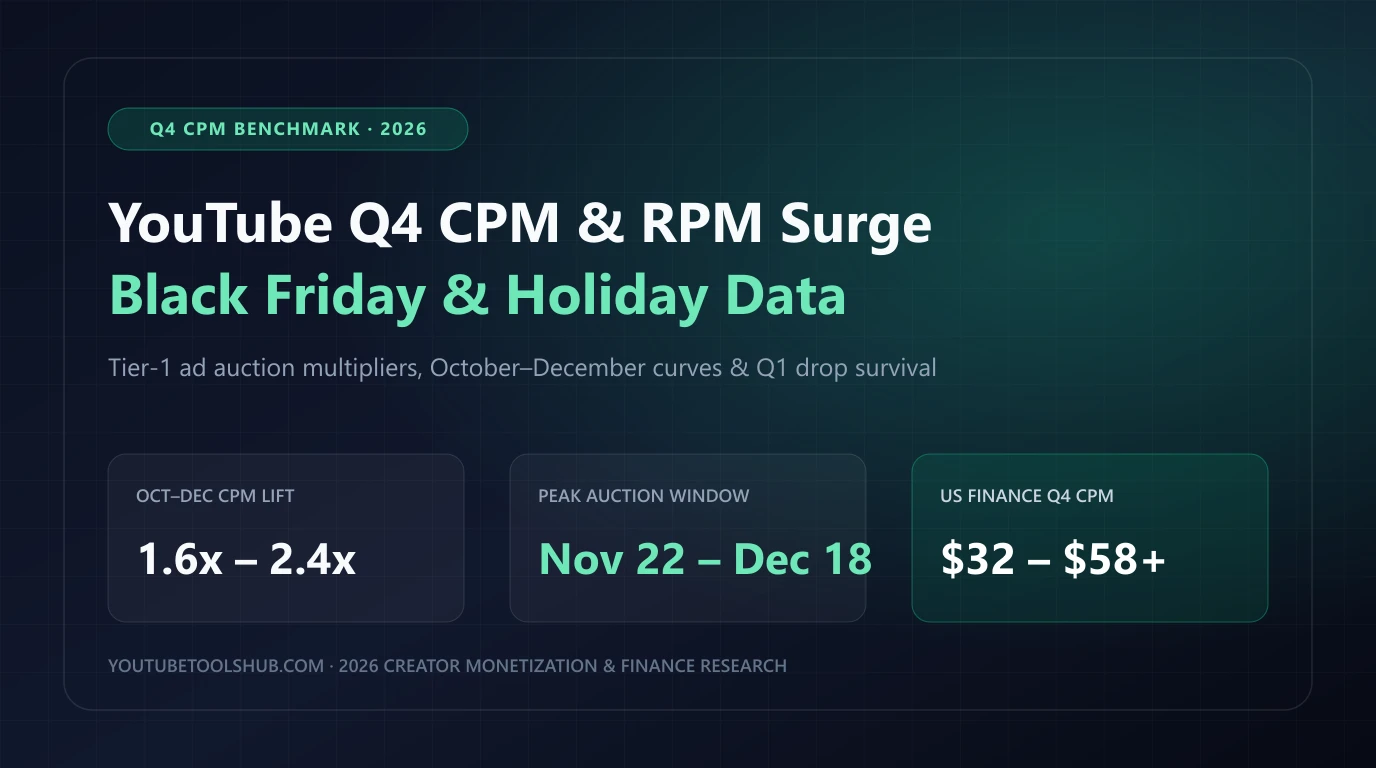 Q4 CPM BENCHMARK · 2026
YouTube Q4 CPM & RPM Surge
Black Friday & Holiday Data
Tier-1 ad auction multipliers, October–December curves & Q1 drop survival
OCT–DEC CPM LIFT
1.6x – 2.4x
PEAK AUCTION WINDOW
Nov 22 – Dec 18
US FINANCE Q4 CPM
$32 – $58+
YOUTUBETOOLSHUB.COM · 2026 CREATOR MONETIZATION & FINANCE RESEARCH